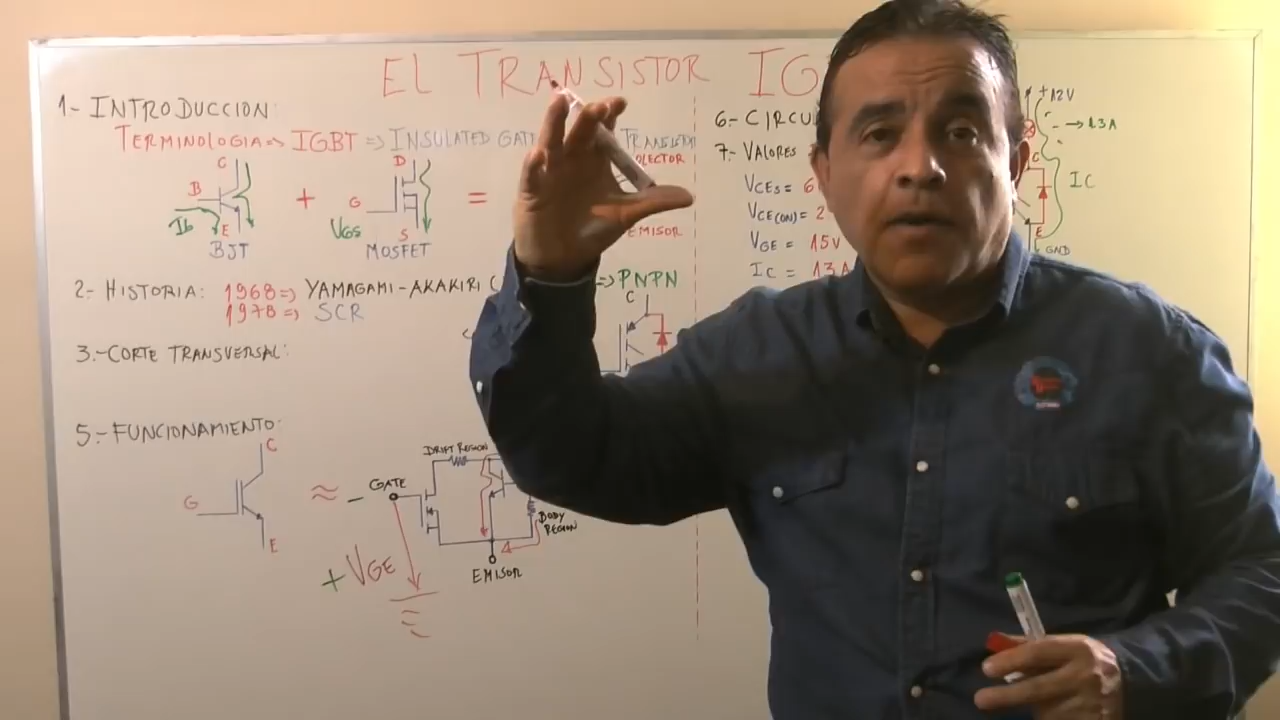 EL TRANSISTOR IG
1.- INTRODUCCION:
TERMINOLOGIA => IGBT => INSULATED GAT TRANSISTOR
C
B
Ib
E
BJT
+
D
G
VGS
S
MOSFET
=
OLECTOR
EMISOR
2.- HISTORIA: 1968 => YAMAGAMI - AKAKIRI ( => PNPN
1978 => SCR
C
3.- CORTE TRANSVERSAL:
5.- FUNCIONAMIENTO:
C
G
E
≈
- GATE
DRIFT REGION
BODY REGION
EMISOR
+ VGE
6.- CIRCU
7.- VALORES
VCES = 6
VCE(ON) = 2
VGE = 15V
IC = 13A
+12V
→ 13A
C
IC
E
GND